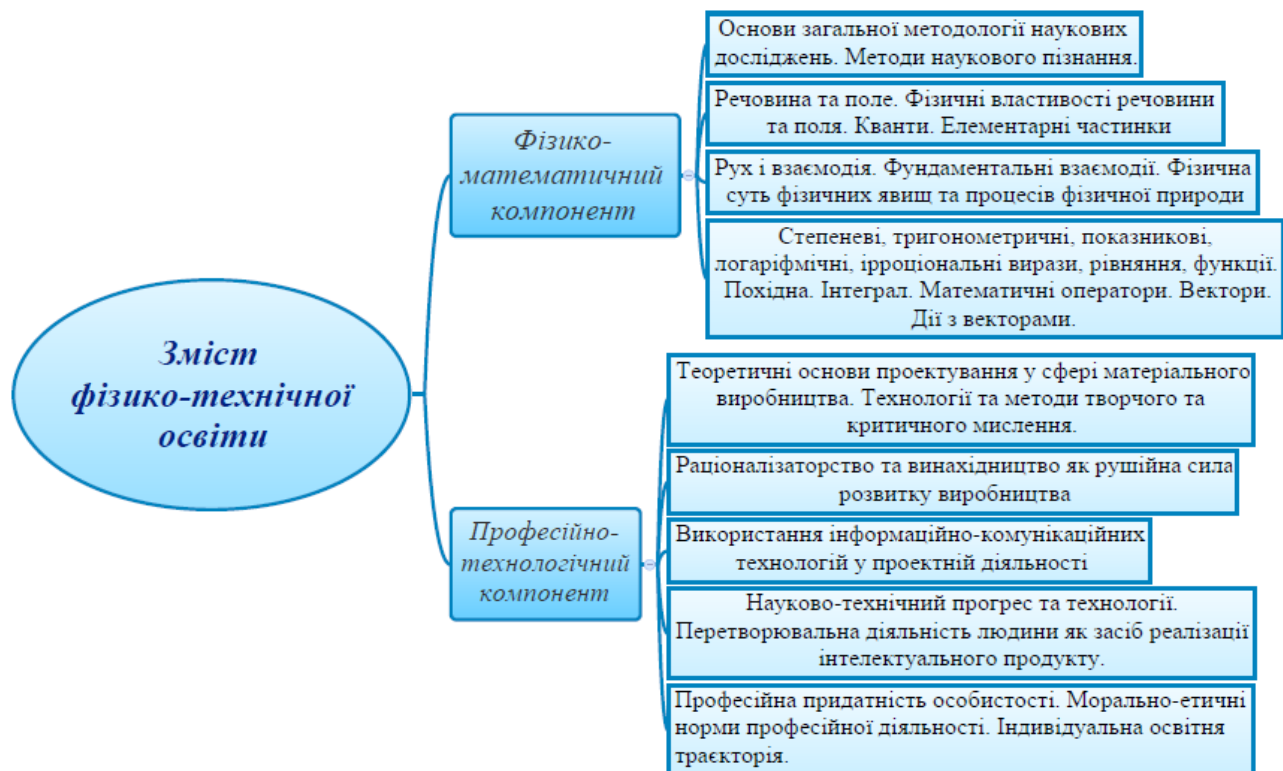 Зміст
фізико-технічної
освіти
Фізико-
математичний
компонент
Основи загальної методології наукових
досліджень. Методи наукового пізнання.
Речовина та поле. Фізичні властивості речовини
та поля. Кванти. Елементарні частинки
Рух і взаємодія. Фундаментальні взаємодії. Фізична
суть фізичних явищ та процесів фізичної природи
Степеневі, тригонометричні, показникові,
логаріфмічні, ірроціональні вирази, рівняння, функції.
Похідна. Інтеграл. Математичні оператори. Вектори.
Дії з векторами.
Професійно-
технологічний
компонент
Теоретичні основи проектування у сфері матеріального
виробництва. Технології та методи творчого та
критичного мислення.
Раціоналізаторство та винахідництво як рушійна сила
розвитку виробництва
Використання інформаційно-комунікаційних
технологій у проектній діяльності
Науково-технічний прогрес та технології.
Перетворювальна діяльність людини як засіб реалізації
інтелектуального продукту.
Професійна придатність особистості. Морально-етичні
норми професійної діяльності. Індивідуальна освітня
траєкторія.